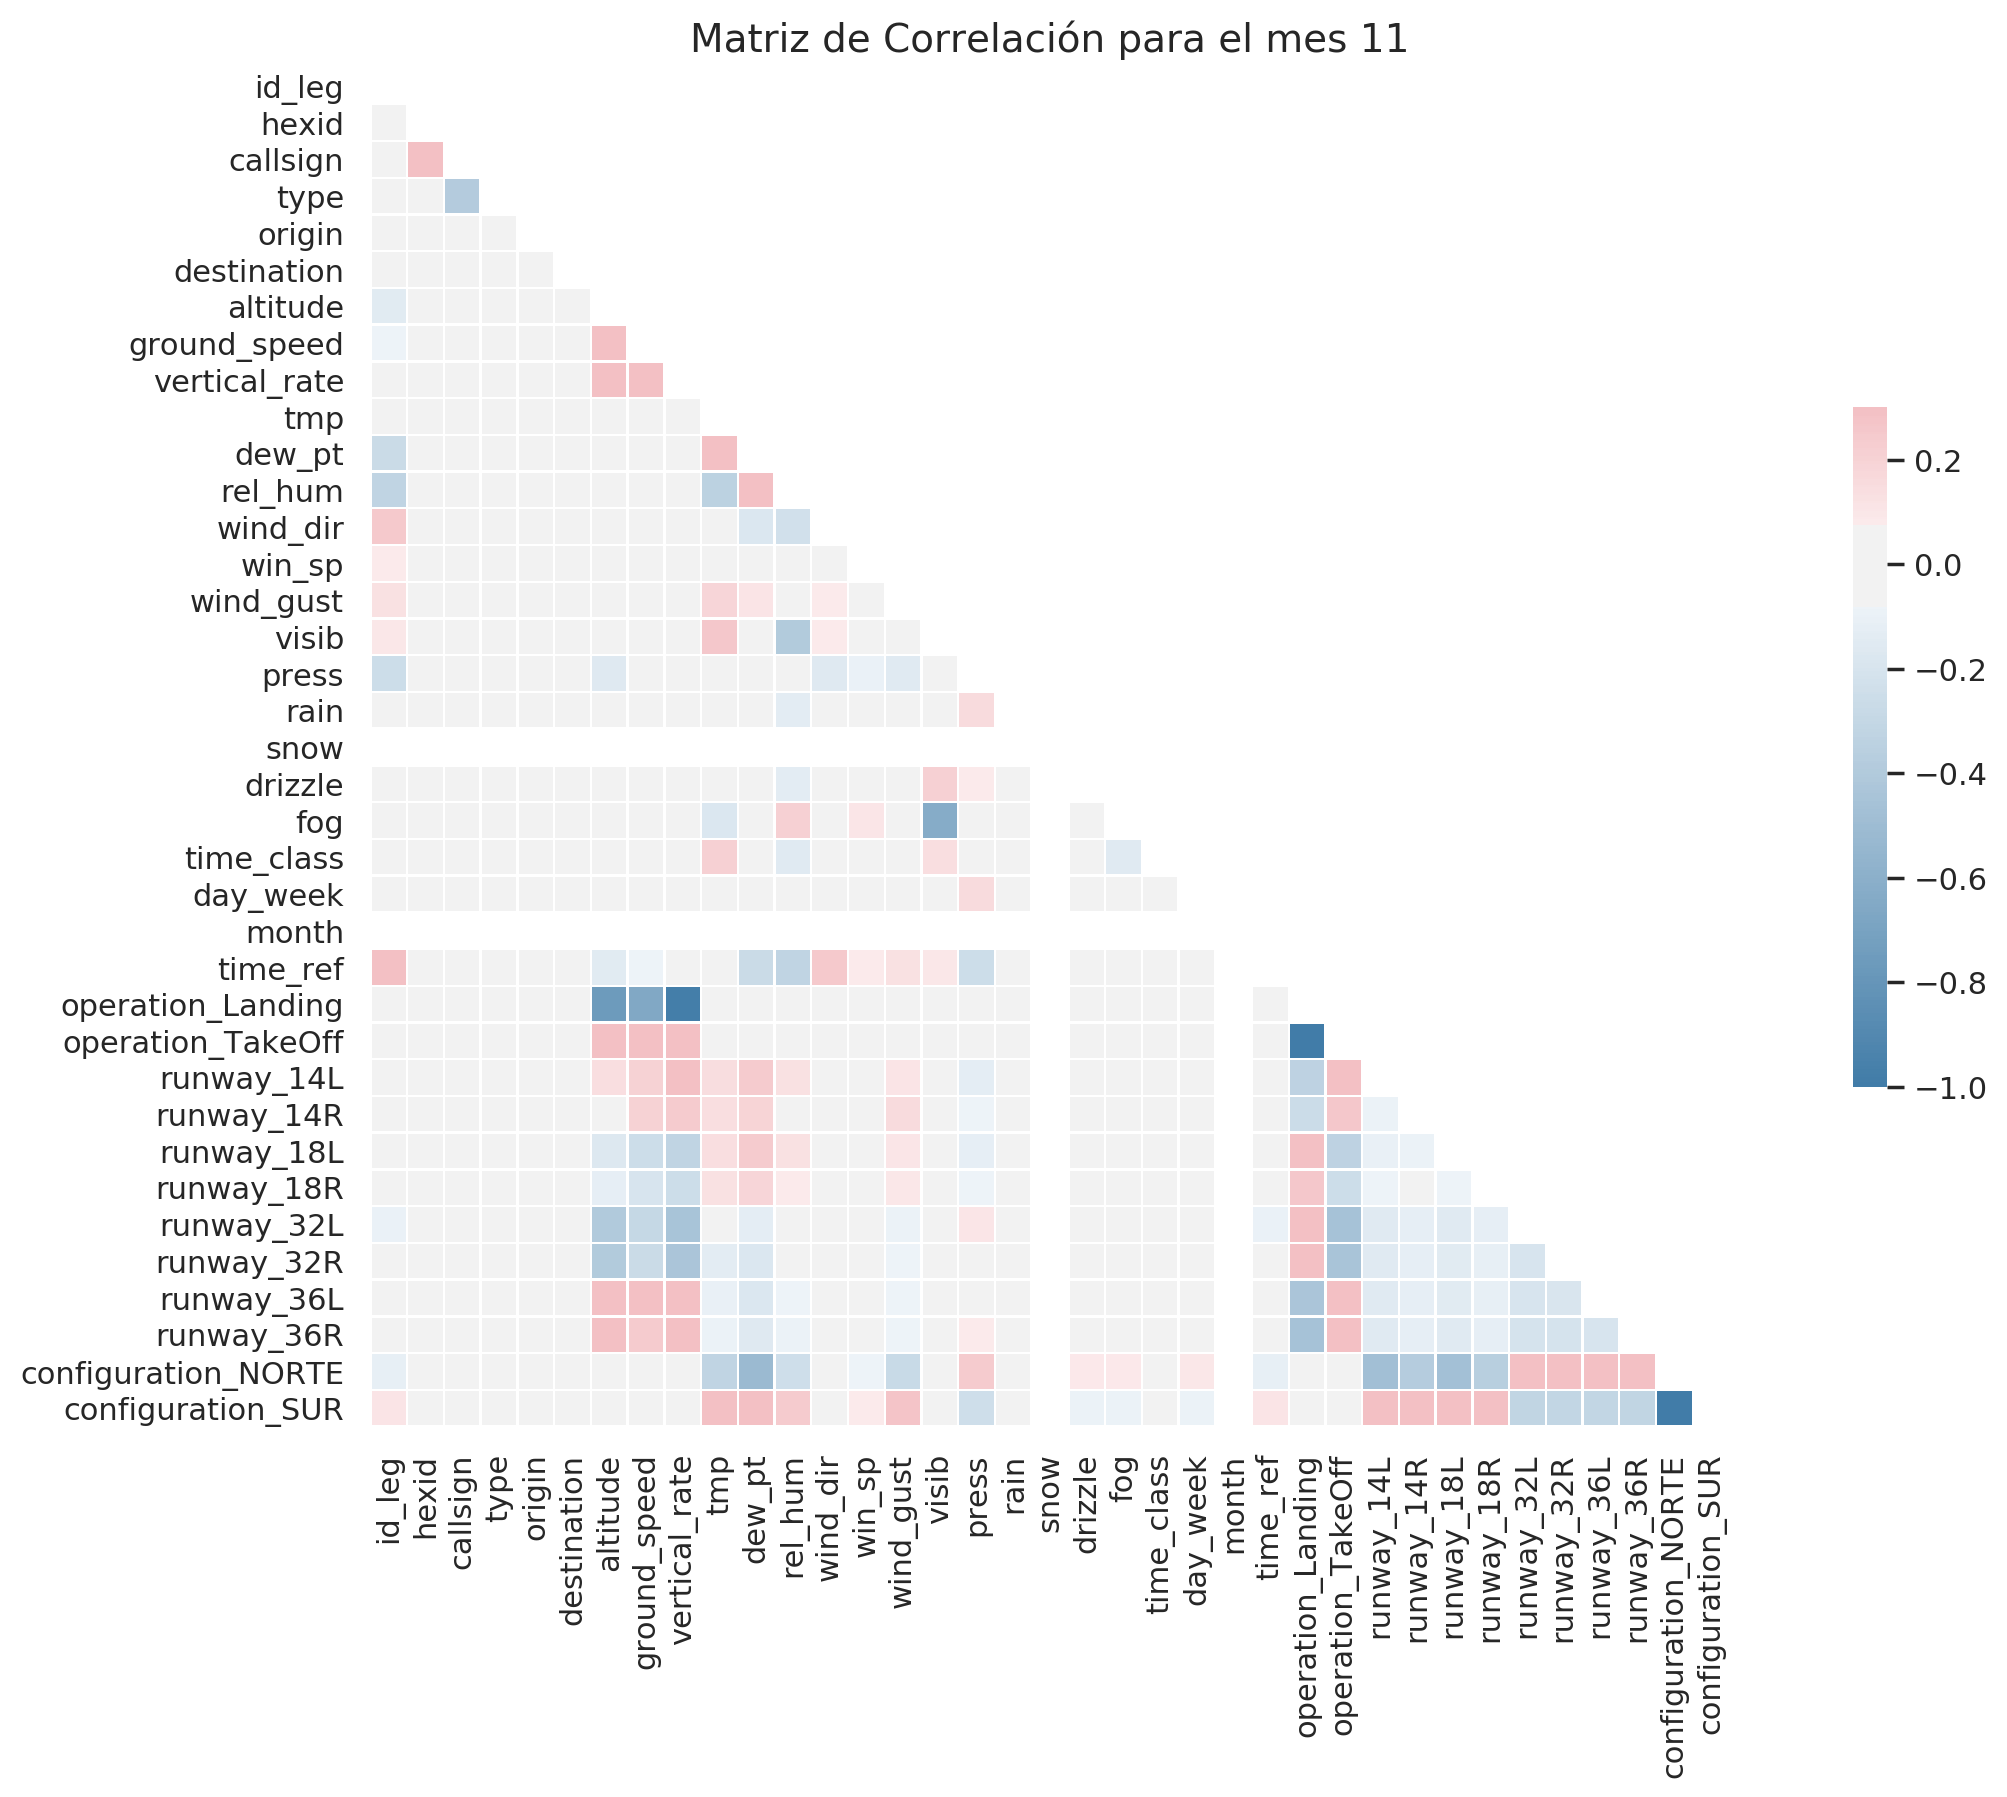 Matriz de Correlación para el mes 11
id_leg
hexid
callsign
type
origin
destination
altitude
ground_speed
vertical_rate
tmp
dew_pt
rel_hum
wind_dir
win_sp
wind_gust
visib
press
rain
snow
drizzle
fog
time_class
day_week
month
time_ref
operation_Landing
operation_TakeOff
runway_14L
runway_14R
runway_18L
runway_18R
runway_32L
runway_32R
runway_36L
runway_36R
configuration_NORTE
configuration_SUR
id_leg
hexid
callsign
type
origin
destination
altitude
ground_speed
vertical_rate
tmp
dew_pt
rel_hum
wind_dir
win_sp
wind_gust
visib
press
rain
snow
drizzle
fog
time_class
day_week
month
time_ref
operation_Landing
operation_TakeOff
runway_14L
runway_14R
runway_18L
runway_18R
runway_32L
runway_32R
runway_36L
runway_36R
configuration_NORTE
configuration_SUR
0.2
0.0
−0.2
−0.4
−0.6
−0.8
−1.0